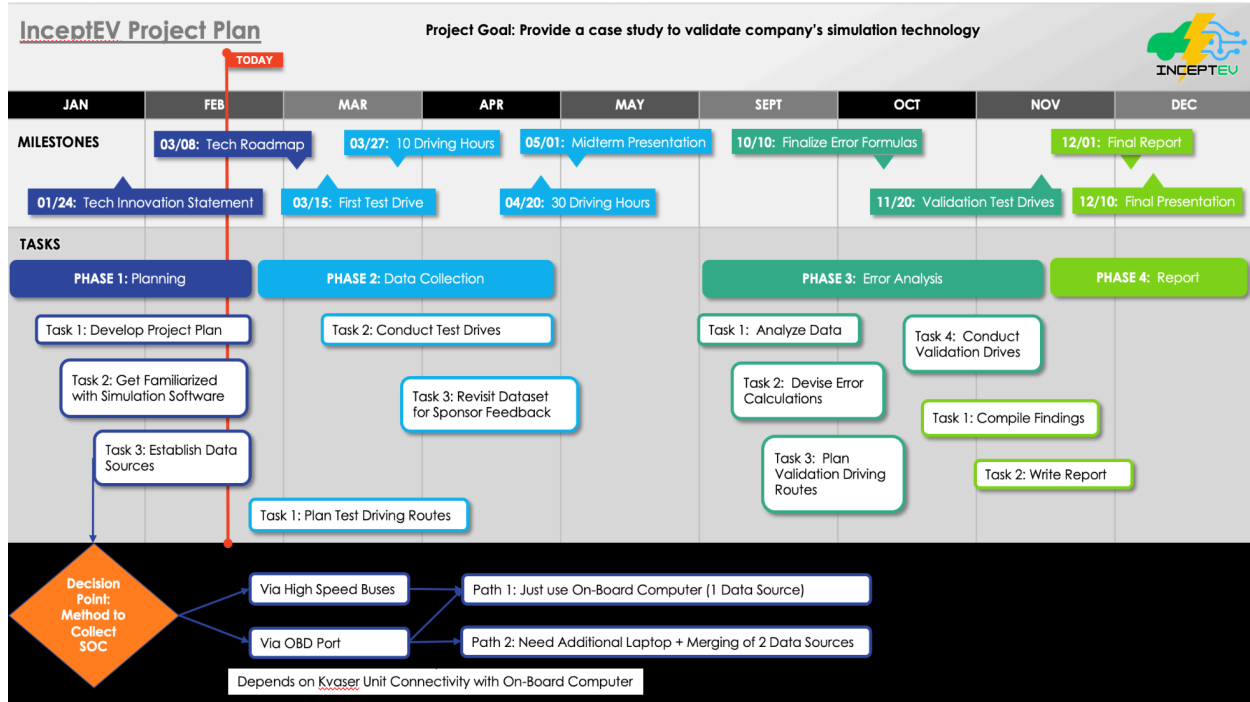 InceptEV Project Plan
Project Goal: Provide a case study to validate company's simulation technology
INCEPTEV
TODAY
JAN
FEB
MAR
APR
MAY
SEPT
OCT
NOV
DEC
MILESTONES
03/08: Tech Roadmap
03/27: 10 Driving Hours
05/01: Midterm Presentation
10/10: Finalize Error Formulas
12/01: Final Report
01/24: Tech Innovation Statement
03/15: First Test Drive
04/20: 30 Driving Hours
11/20: Validation Test Drives
12/10: Final Presentation
TASKS
PHASE 1: Planning
PHASE 2: Data Collection
PHASE 3: Error Analysis
PHASE 4: Report
Task 1: Develop Project Plan
Task 2: Get Familiarized
with Simulation Software
Task 3: Establish Data
Sources
Task 2: Conduct Test Drives
Task 3: Revisit Dataset
for Sponsor Feedback
Task 1: Plan Test Driving Routes
Task 1: Analyze Data
Task 2: Devise Error
Calculations
Task 3: Plan
Validation Driving
Routes
Task 4: Conduct
Validation Drives
Task 1: Compile Findings
Task 2: Write Report
Decision
Point:
Method to
Collect
SOC
Via High Speed Buses
Via OBD Port
Path 1: Just use On-Board Computer (1 Data Source)
Path 2: Need Additional Laptop + Merging of 2 Data Sources
Depends on Kvaser Unit Connectivity with On-Board Computer